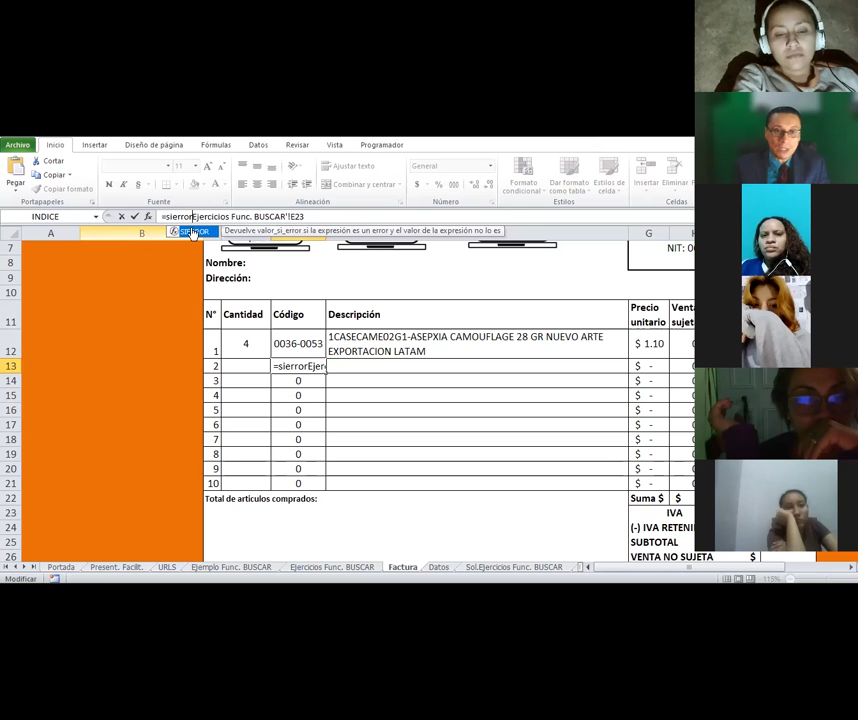 Archivo Inicio Insertar Diseño de página Fórmulas Datos Revisar Vista Programador
Cortar
Copiar
Copiar formato
Pegar
11
N K S
Ajustar texto
Combinar y centrar
General
$ % 000
Formato condicional
Dar formato como tabla
Estilos de celda
Insertar
Eliminar
Portapapeles Fuente Alineación Número Estilos
INDICE fx =sierrorEjercicios Func. BUSCAR'!E23
SIERROR Devuelve valor_si_error si la expresión es un error y el valor de la expresión no lo es
A B G
7 NIT:
8 Nombre:
9 Dirección:
10
11 N° Cantidad Código Descripción Precio unitario
12 1 4 0036-0053 1CASECAME02G1-ASEPXIA CAMOUFLAGE 28 GR NUEVO ARTE EXPORTACION LATAM $ 1.10
13 2 =sierrorEjer $ -
14 3 0 $ -
15 4 0 $ -
16 5 0 $ -
17 6 0 $ -
18 7 0 $ -
19 8 0 $ -
20 9 0 $ -
21 10 0 $ -
22 Total de articulos comprados: Suma $ $
23 IVA
24 (-) IVA RETENI
25 SUBTOTAL
26 VENTA NO SUJETA $
Portada Present. Facilit. URLS Ejemplo Func. BUSCAR Ejercicios Func. BUSCAR Factura Datos Sol.Ejercicios Func. BUSCAR
Modificar 115%